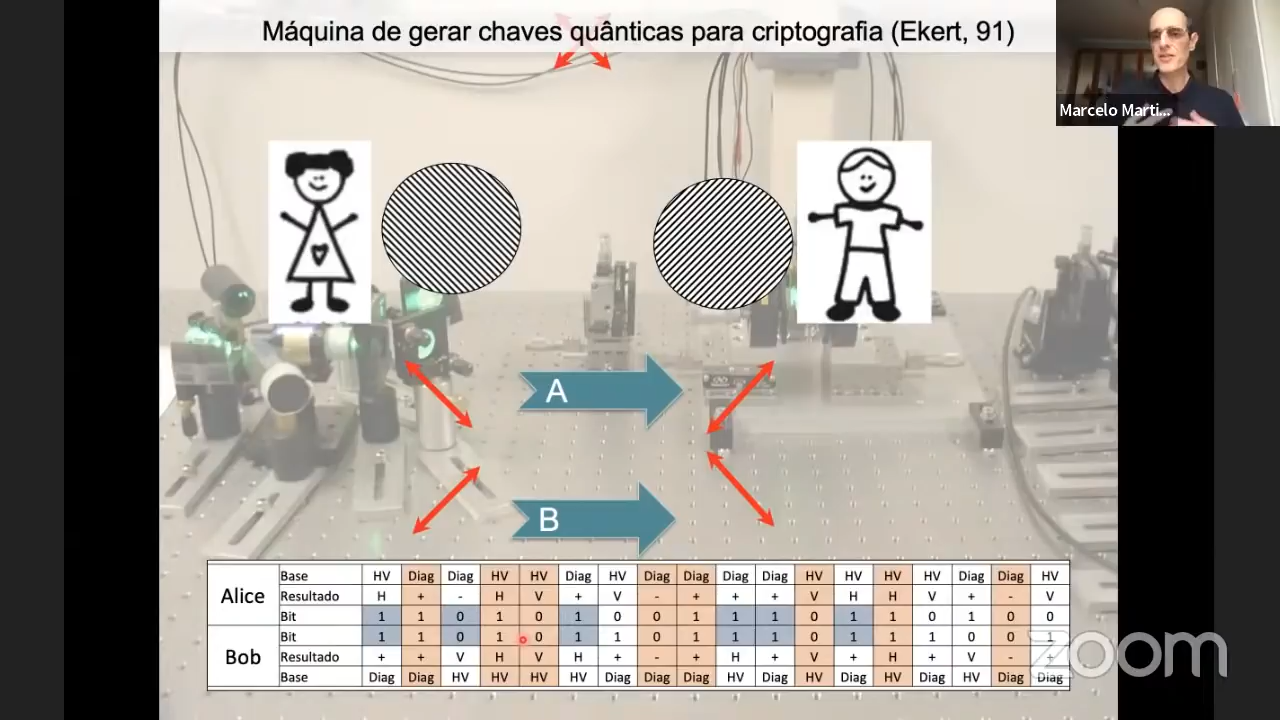 Máquina de gerar chaves quânticas para criptografia (Ekert, 91)
Marcelo Marti...
A
B
Alice
Base HV Diag Diag HV HV Diag HV Diag Diag Diag Diag HV HV HV HV Diag Diag HV
Resultado H + - H V + V - + + + V H H V + - V
Bit 1 1 0 1 0 1 0 0 1 1 1 0 1 1 0 1 0 0
Bob
Bit 1 1 0 1 0 1 1 0 1 1 1 0 1 1 1 0 0 1
Resultado + + V H V H + - + H + V + H + V - +
Base Diag Diag HV HV HV HV Diag Diag Diag HV Diag HV Diag HV Diag HV Diag Diag
zoom